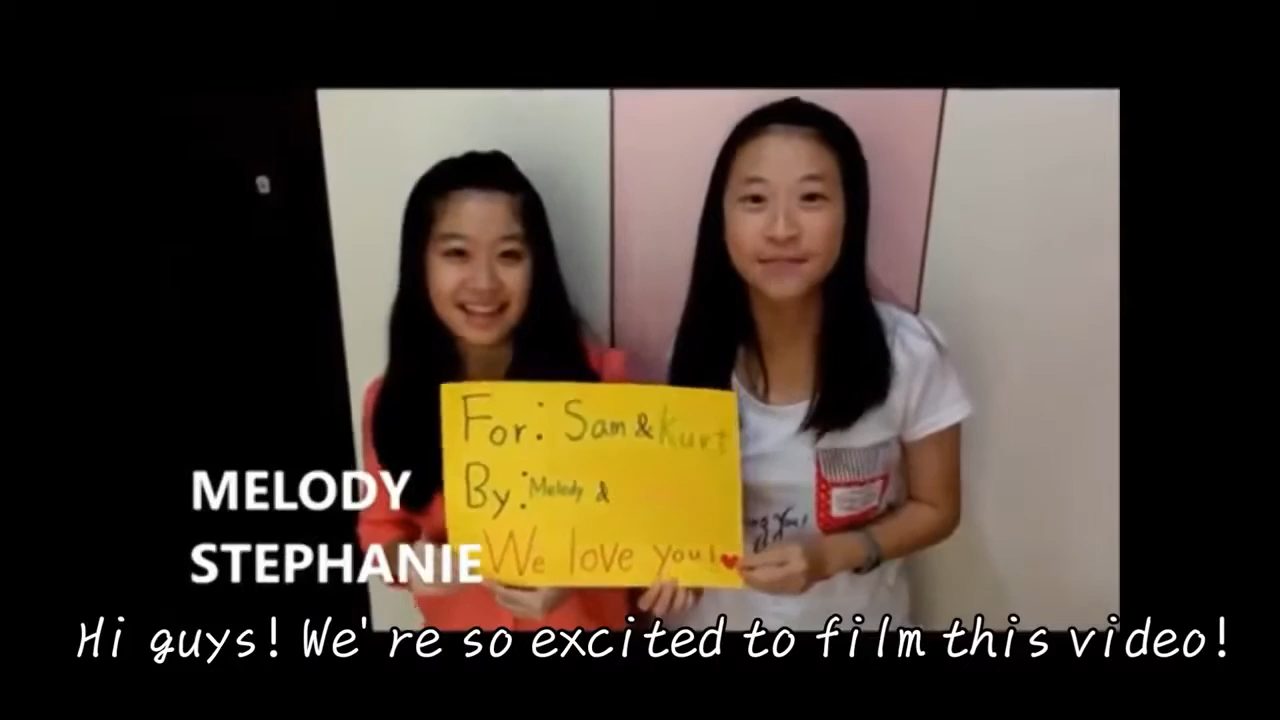 For: Sam & Kurt
By: Melody &
We love you!
MELODY
STEPHANIE
Hi guys! We're so excited to film this video!